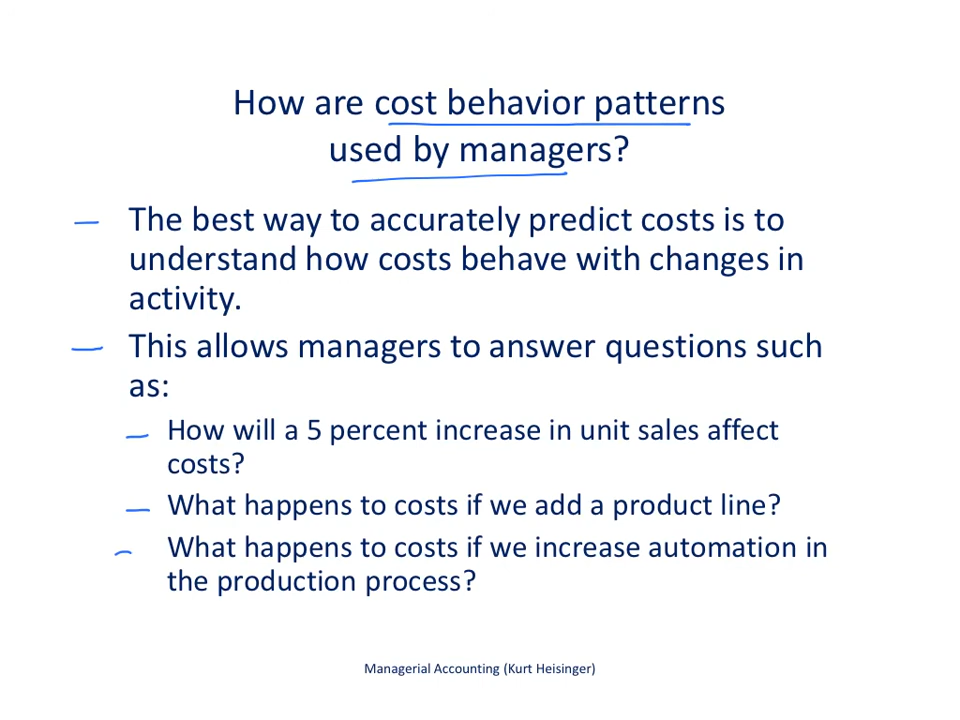 How are cost behavior patterns
used by managers?
The best way to accurately predict costs is to
understand how costs behave with changes in
activity.
This allows managers to answer questions such
as:
How will a 5 percent increase in unit sales affect
costs?
What happens to costs if we add a product line?
What happens to costs if we increase automation in
the production process?
Managerial Accounting (Kurt Heisinger)